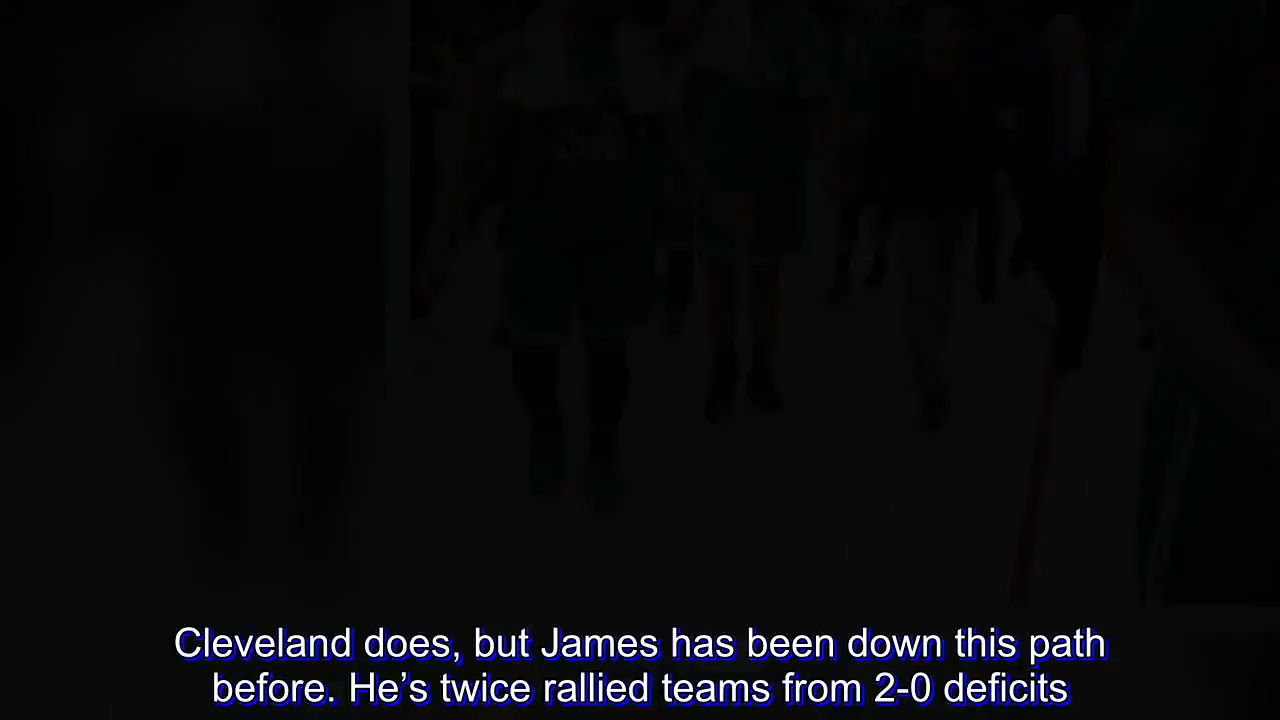 Cleveland does, but James has been down this path
before. He’s twice rallied teams from 2-0 deficits